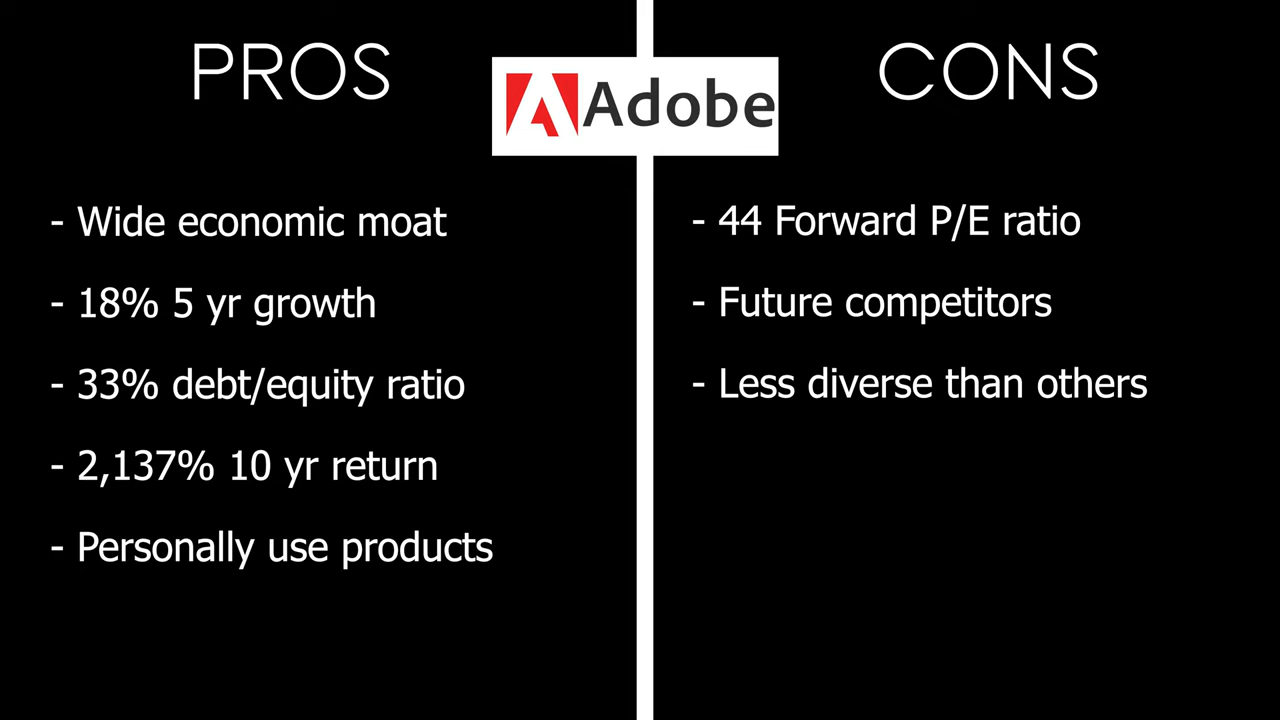 PROS
Adobe
CONS
- Wide economic moat
- 18% 5 yr growth
- 33% debt/equity ratio
- 2,137% 10 yr return
- Personally use products
- 44 Forward P/E ratio
- Future competitors
- Less diverse than others